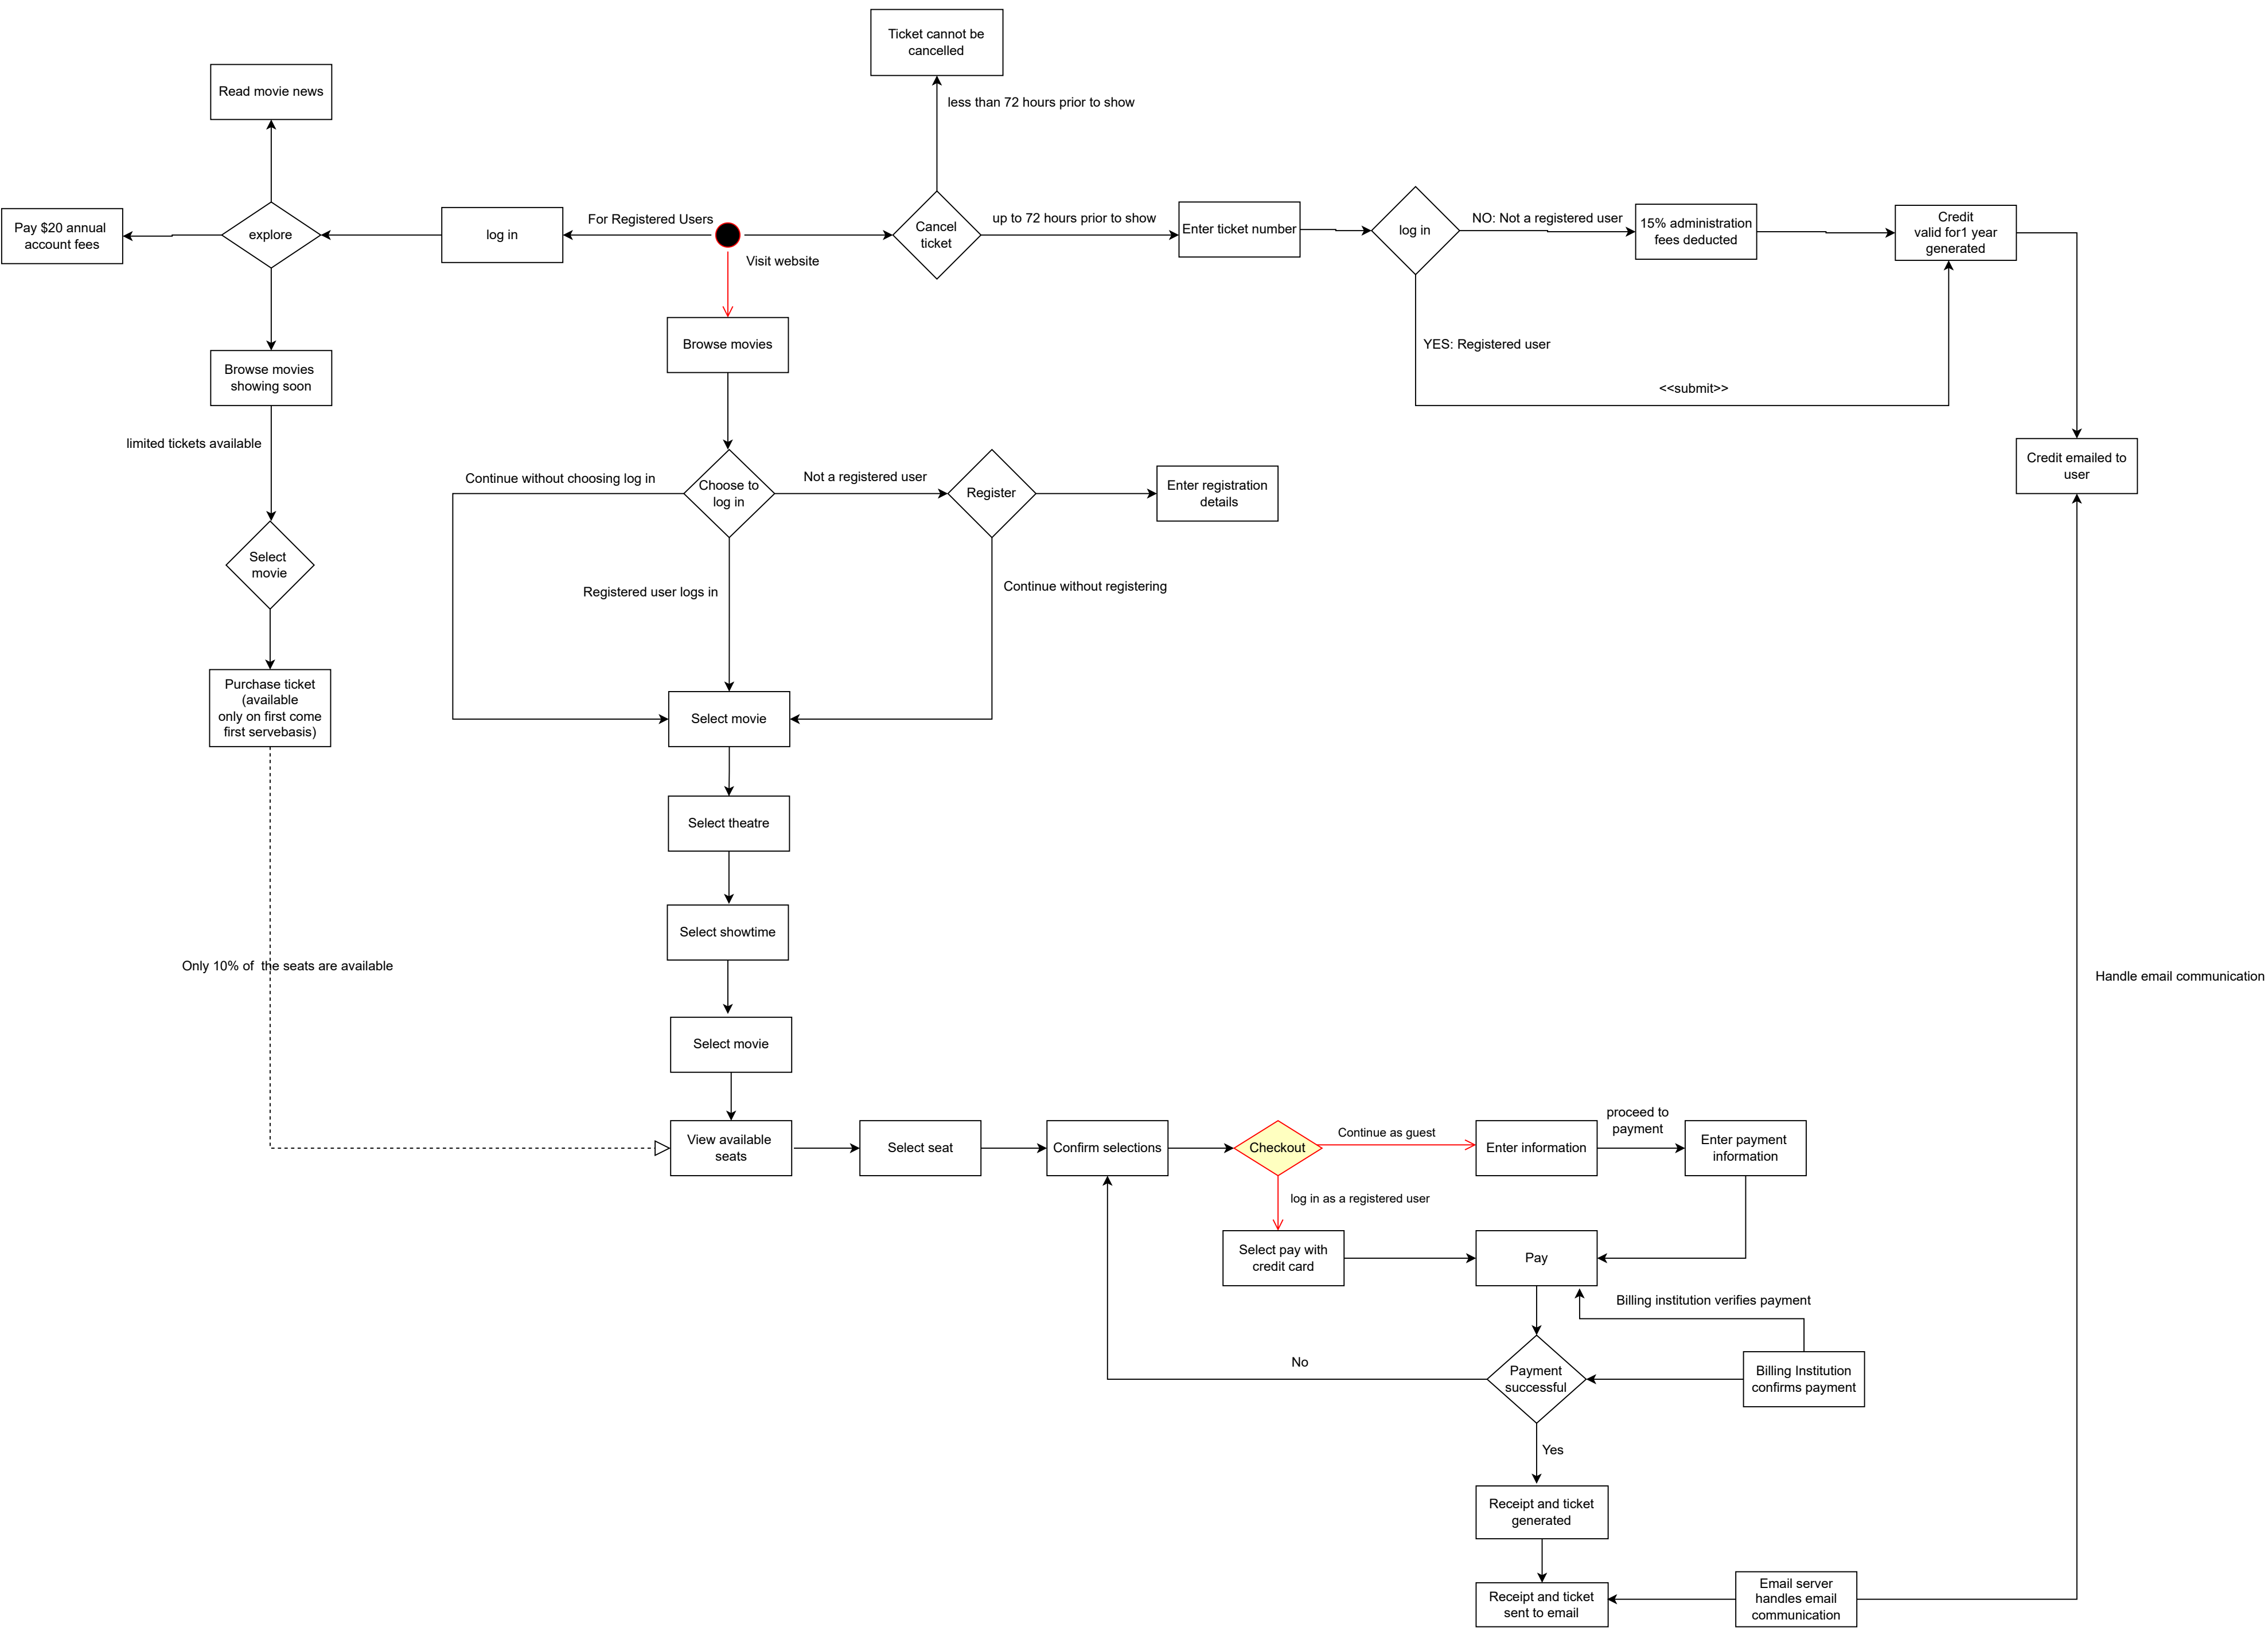 Ticket cannot be
cancelled
Read movie news
less than 72 hours prior to show
Pay $20 annual
account fees
explore
log in
For Registered Users
Visit website
Cancel
ticket
up to 72 hours prior to show
Enter ticket number
log in
NO: Not a registered user
15% administration
fees deducted
Credit
valid for1 year
generated
Browse movies
YES: Registered user
<<submit>>
Browse movies
showing soon
limited tickets available
Continue without choosing log in
Choose to
log in
Not a registered user
Register
Enter registration
details
Credit emailed to
user
Select
movie
Registered user logs in
Continue without registering
Purchase ticket
(available
only on first come
first servebasis)
Select movie
Select theatre
Select showtime
Only 10% of  the seats are available
Handle email communication
Select movie
View available
seats
Select seat
Confirm selections
Checkout
Continue as guest
Enter information
proceed to
payment
Enter payment
information
log in as a registered user
Select pay with
credit card
Pay
Billing institution verifies payment
No
Payment
successful
Billing Institution
confirms payment
Yes
Receipt and ticket
generated
Receipt and ticket
sent to email
Email server
handles email
communication